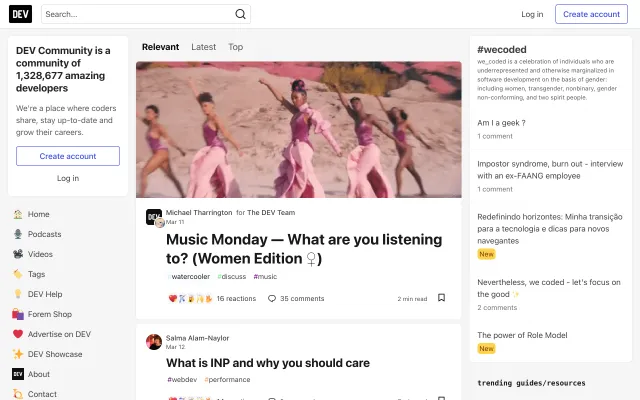 DEV
Search...
Log in
Create account
DEV Community is a
community of
1,328,677 amazing
developers
We're a place where coders
share, stay up-to-date and
grow their careers.
Create account
Log in
Home
Podcasts
Videos
Tags
DEV Help
Forem Shop
Advertise on DEV
DEV Showcase
DEV
About
Contact
Relevant
Latest
Top
DEV
Michael Tharrington for The DEV Team
Mar 11
Music Monday — What are you listening
to? (Women Edition ♀)
#watercooler #discuss #music
16 reactions
35 comments
2 min read
Salma Alam-Naylor
Mar 12
What is INP and why you should care
#webdev #performance
#wecoded
we_coded is a celebration of individuals who are
underrepresented and otherwise marginalized in
software development on the basis of gender:
including women, transgender, nonbinary, gender
non-conforming, and two spirit people.
Am I a geek ?
1 comment
Impostor syndrome, burn out - interview
with an ex-FAANG employee
1 comment
Redefinindo horizontes: Minha transição
para a tecnologia e dicas para novos
navegantes
New
Nevertheless, we coded - let's focus on
the good ✨
2 comments
The power of Role Model
New
trending guides/resources